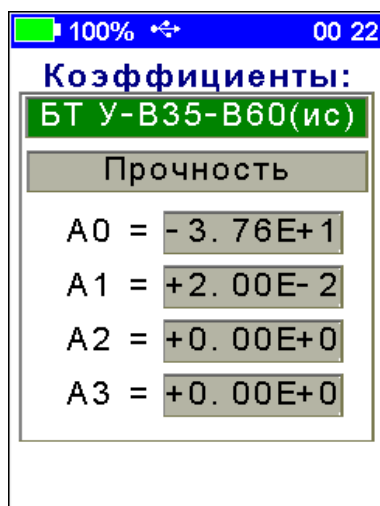 100% 00 22
Коэффициенты:
БТ У-В35-В60(ис)
Прочность
А0 = -3.76Е+1
А1 = +2.00Е-2
А2 = +0.00Е+0
А3 = +0.00Е+0